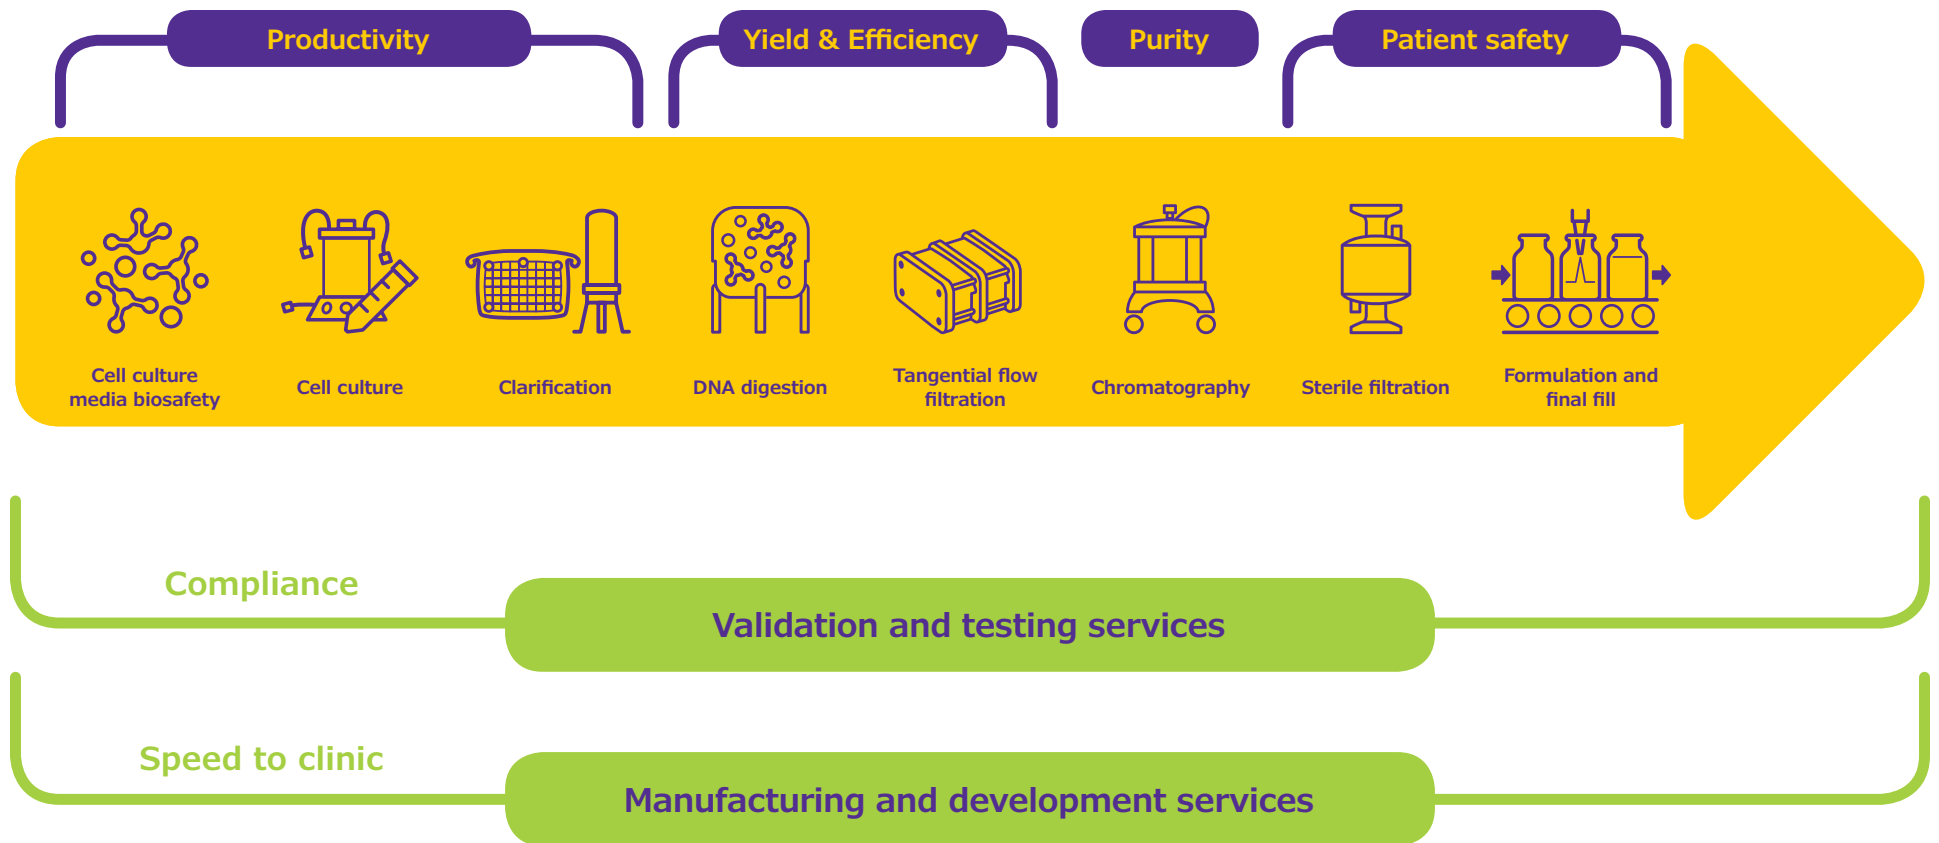 Productivity
Yield & Efficiency
Purity
Patient safety
Cell culture
media biosafety
Cell culture
Clarification
DNA digestion
Tangential flow
filtration
Chromatography
Sterile filtration
Formulation and
final fill
Compliance
Validation and testing services
Speed to clinic
Manufacturing and development services